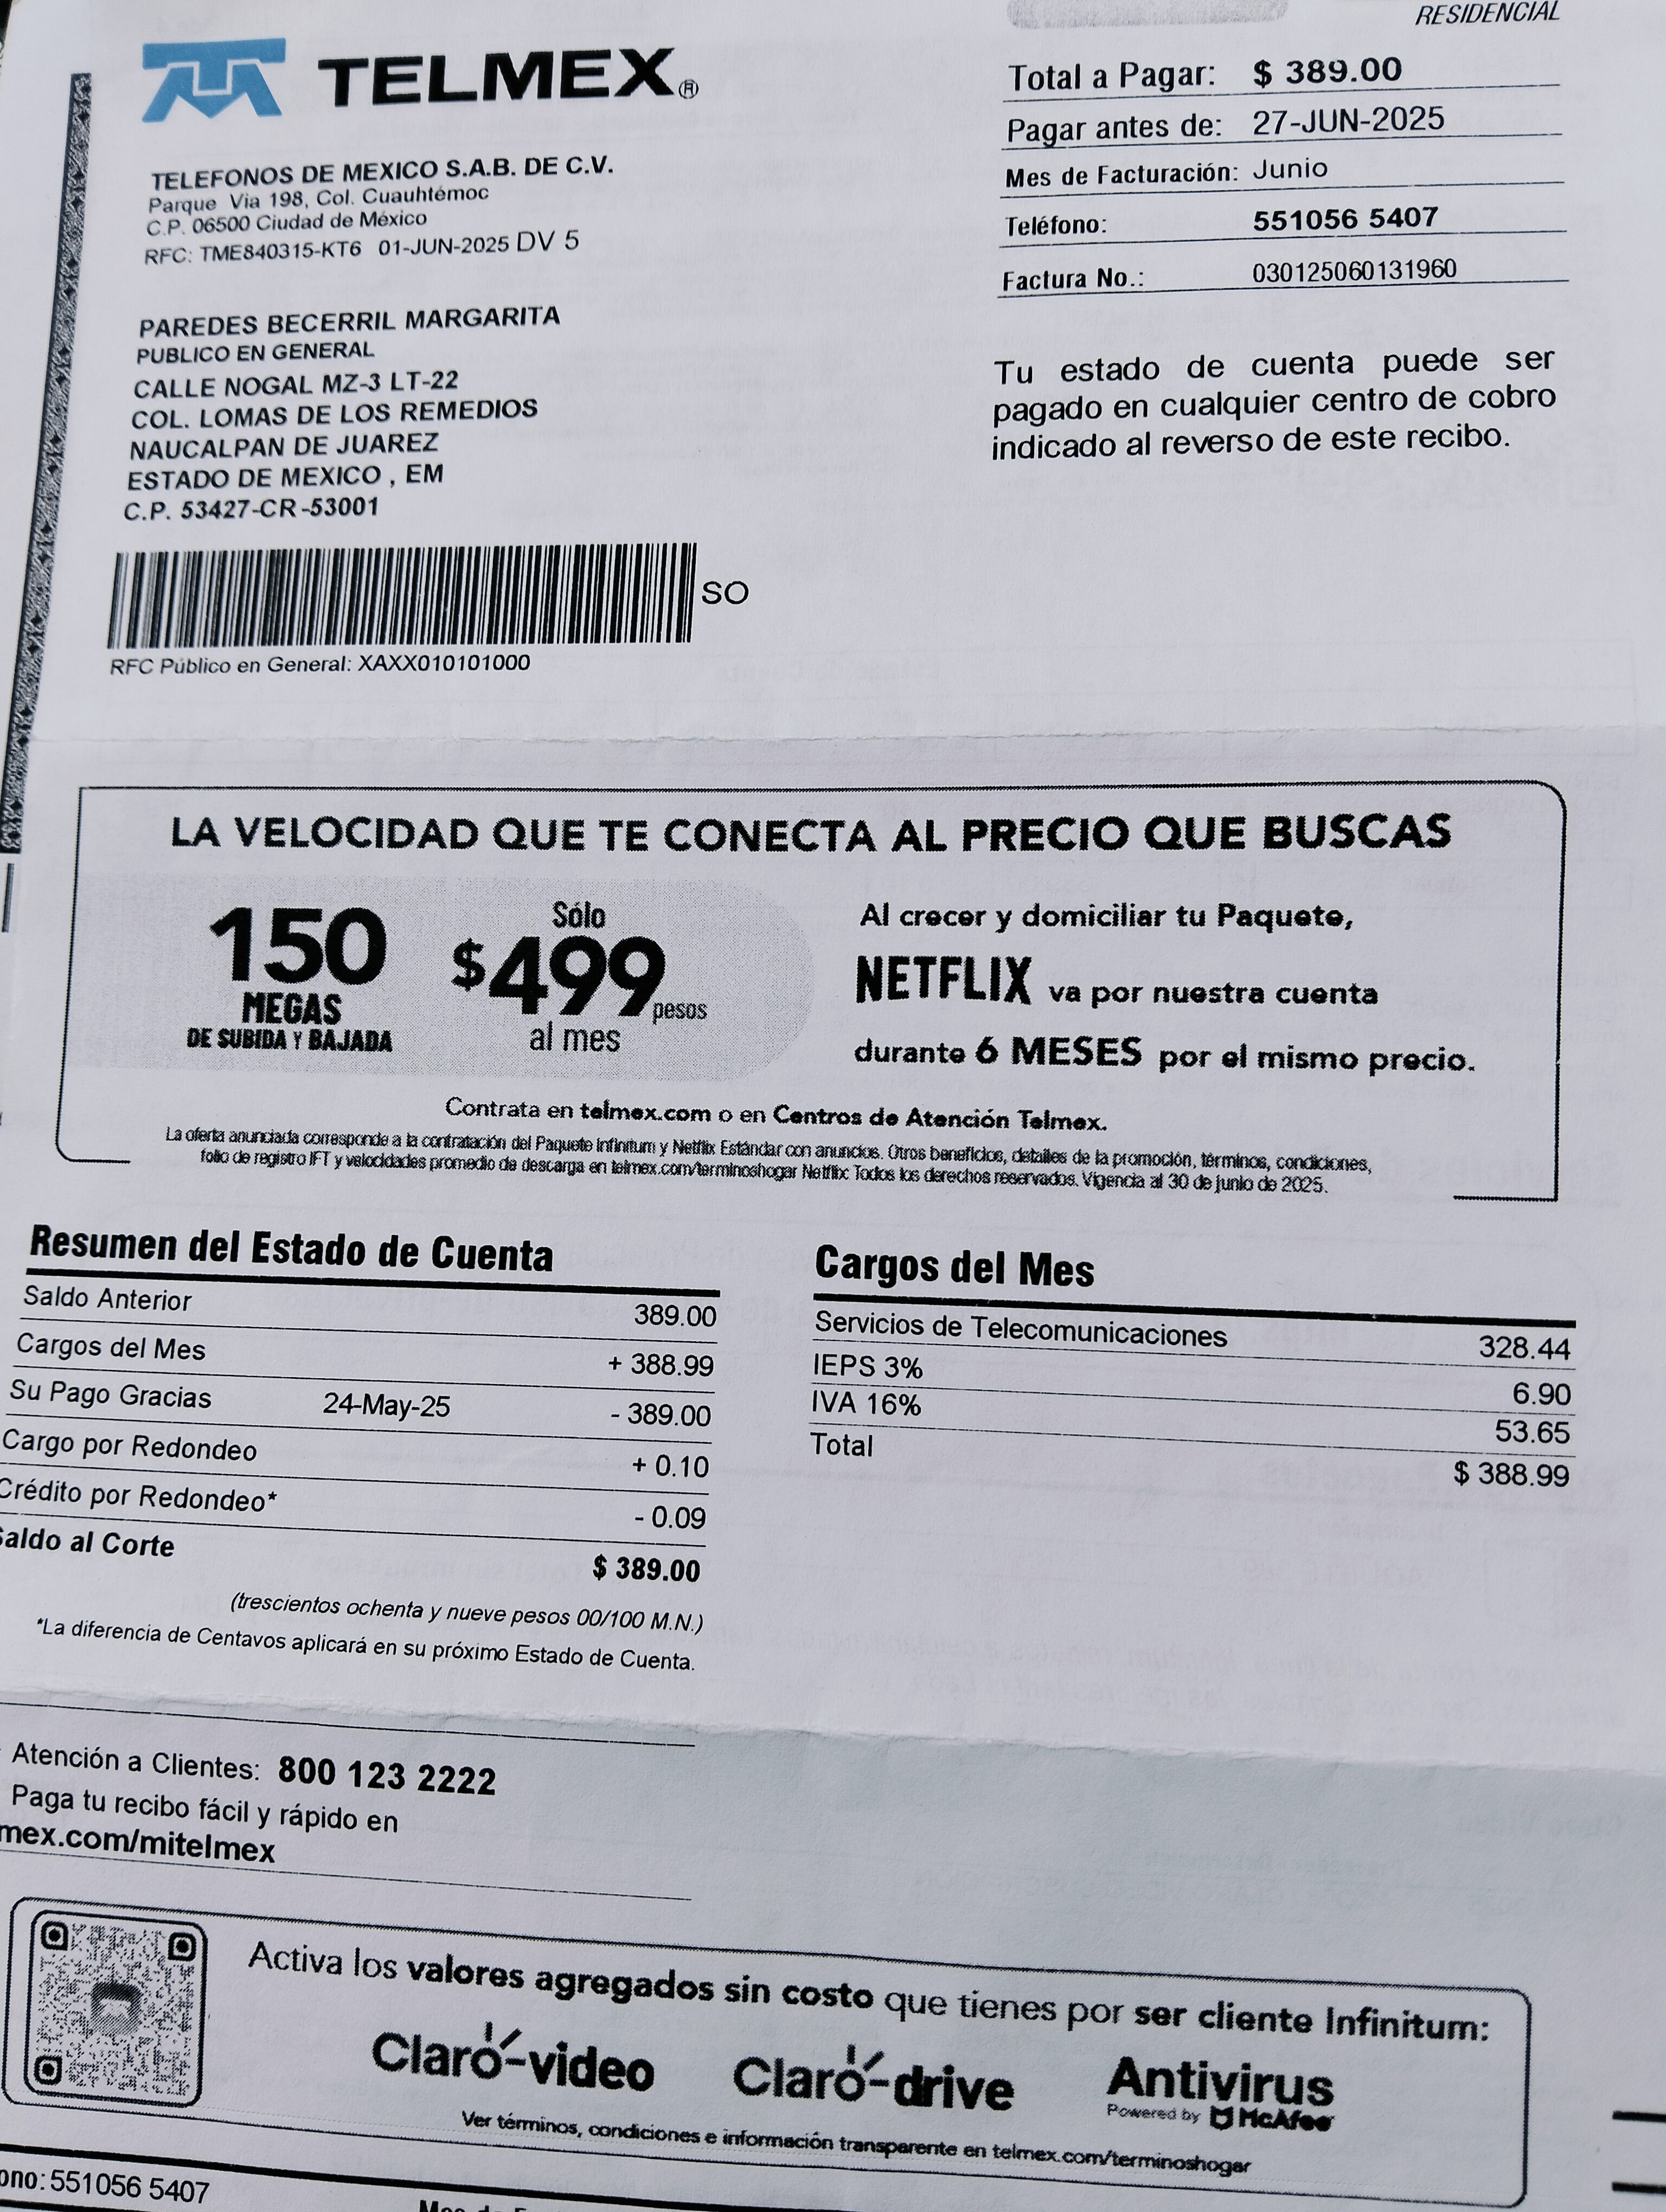 RESIDENCIAL
TELMEX®
Total a Pagar: $ 389.00
Pagar antes de: 27-JUN-2025
Mes de Facturación: Junio
Teléfono: 551056 5407
Factura No.: 030125060131960
TELEFONOS DE MEXICO S.A.B. DE C.V.
Parque Via 198, Col. Cuauhtémoc
C.P. 06500 Ciudad de México
RFC: TME840315-KT6 01-JUN-2025 DV 5
PAREDES BECERRIL MARGARITA
PUBLICO EN GENERAL
CALLE NOGAL MZ-3 LT-22
COL. LOMAS DE LOS REMEDIOS
NAUCALPAN DE JUAREZ
ESTADO DE MEXICO , EM
C.P. 53427-CR-53001
Tu estado de cuenta puede ser
pagado en cualquier centro de cobro
indicado al reverso de este recibo.
SO
RFC Público en General: XAXX010101000
LA VELOCIDAD QUE TE CONECTA AL PRECIO QUE BUSCAS
150
MEGAS
DE SUBIDA Y BAJADA
Sólo
$499 pesos
al mes
Al crecer y domiciliar tu Paquete,
NETFLIX va por nuestra cuenta
durante 6 MESES por el mismo precio.
Contrata en telmex.com o en Centros de Atención Telmex.
La oferta anunciada corresponde a la contratación del Paquete Infinitum y Netflix Estándar con anuncios. Otros beneficios, detalles de la promoción, términos, condiciones,
folio de registro IFT y velocidades promedio de descarga en telmex.com/terminoshogar Netflix: Todos los derechos reservados. Vigencia al 30 de junio de 2025.
Resumen del Estado de Cuenta
Saldo Anterior 389.00
Cargos del Mes + 388.99
Su Pago Gracias 24-May-25 - 389.00
Cargo por Redondeo + 0.10
Crédito por Redondeo* - 0.09
Saldo al Corte $ 389.00
(trescientos ochenta y nueve pesos 00/100 M.N.)
*La diferencia de Centavos aplicará en su próximo Estado de Cuenta.
Cargos del Mes
Servicios de Telecomunicaciones 328.44
IEPS 3% 6.90
IVA 16% 53.65
Total $ 388.99
Atención a Clientes: 800 123 2222
Paga tu recibo fácil y rápido en
mex.com/mitelmex
Activa los valores agregados sin costo que tienes por ser cliente Infinitum:
Claro-video Claro-drive Antivirus
Powered by McAfee
Ver términos, condiciones e información transparente en telmex.com/terminoshogar
ono: 551056 5407